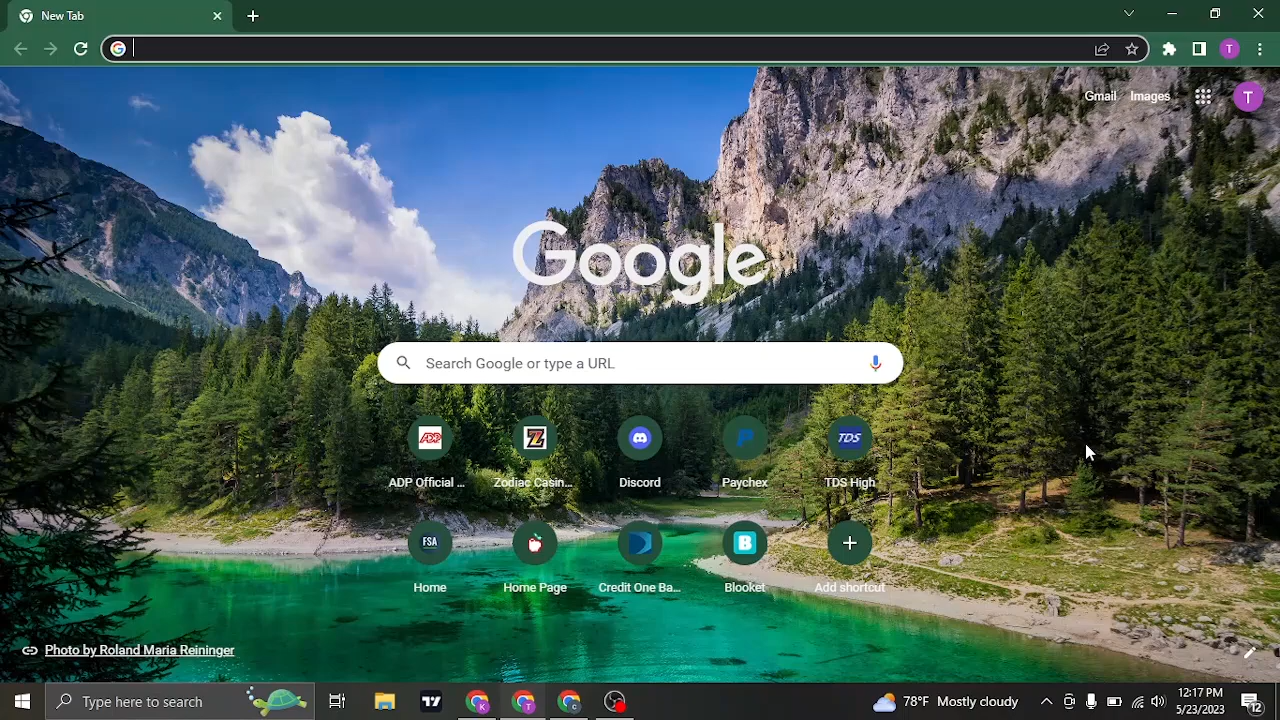 New Tab
Gmail Images
T
T
Google
Search Google or type a URL
ADP
Z
TDS
ADP Official ...
Zodiac Casin...
Discord
Paychex
TDS High
FSA
B
Home
Home Page
Credit One Ba...
Blooket
Add shortcut
Photo by Roland Maria Reininger
Type here to search
K
T
C
78°F Mostly cloudy
12:17 PM
5/23/2023
12